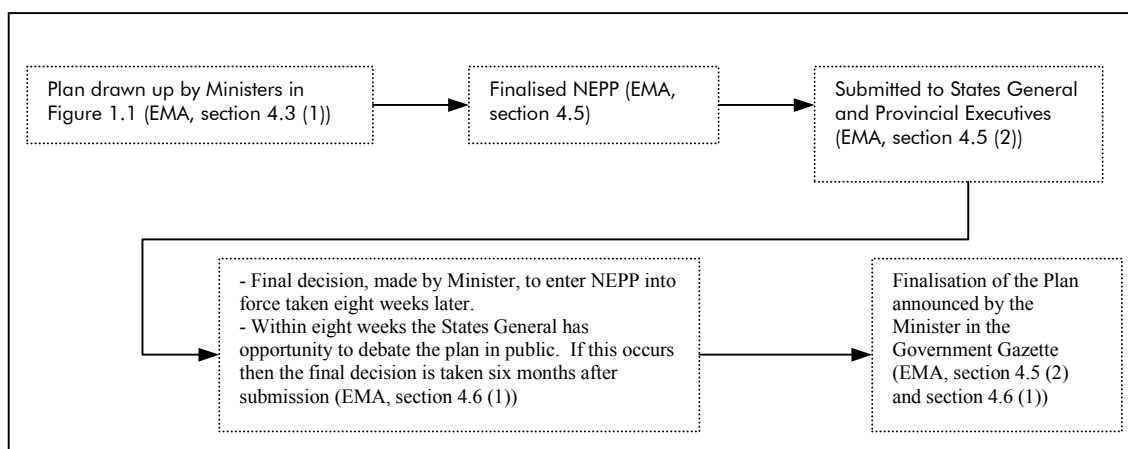 Plan drawn up by Ministers in
Figure 1.1 (EMA, section 4.3 (1))
Finalised NEPP (EMA,
section 4.5)
Submitted to States General
and Provincial Executives
(EMA, section 4.5 (2))
- Final decision, made by Minister, to enter NEPP into
force taken eight weeks later.
- Within eight weeks the States General has
opportunity to debate the plan in public.  If this occurs
then the final decision is taken six months after
submission (EMA, section 4.6 (1))
Finalisation of the Plan
announced by the
Minister in the
Government Gazette
(EMA, section 4.5 (2)
and section 4.6 (1))